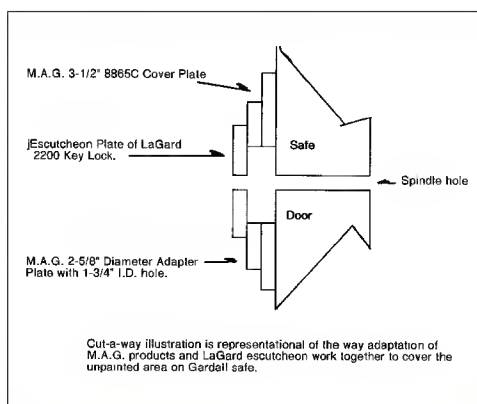 M.A.G. 3-1/2" 8865C Cover Plate
jEscutcheon Plate of LaGard
2200 Key Lock.
Safe
Spindle hole
Door
M.A.G. 2-5/8" Diameter Adapter
Plate with 1-3/4" I.D. hole.
Cut-a-way illustration is representational of the way adaptation of
M.A.G. products and LaGard escutcheon work together to cover the
unpainted area on Gardall safe.